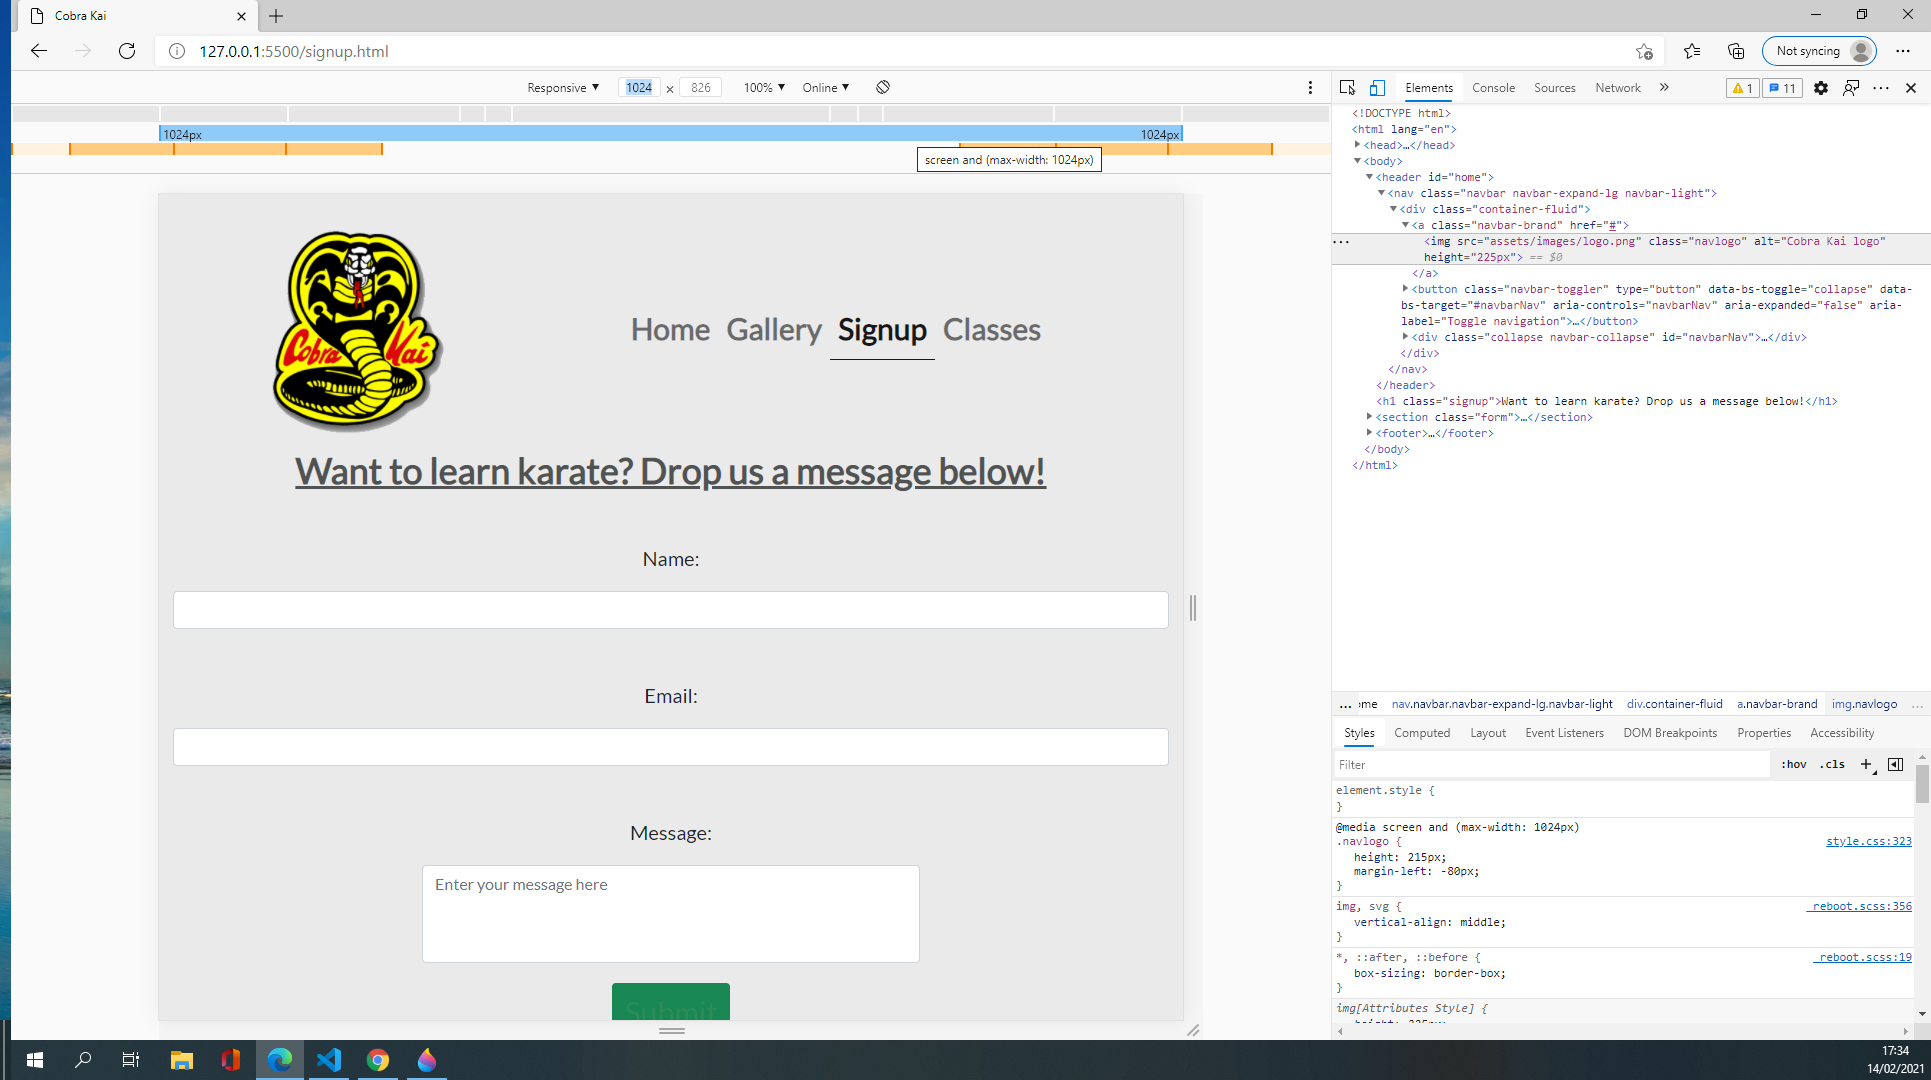 Cobra Kai
127.0.0.1:5500/signup.html
Not syncing
Responsive ▼ 1024 × 826 100% ▼ Online ▼
1024px 1024px
screen and (max-width: 1024px)
Cobra Kai
Home Gallery Signup Classes
Want to learn karate? Drop us a message below!
Name:
Email:
Message:
Enter your message here
Submit
Elements Console Sources Network » 1 11
<!DOCTYPE html>
<html lang="en">
<head>…</head>
<body>
<header id="home">
<nav class="navbar navbar-expand-lg navbar-light">
<div class="container-fluid">
<a class="navbar-brand" href="#">
<img src="assets/images/logo.png" class="navlogo" alt="Cobra Kai logo"
height="225px"> == $0
</a>
<button class="navbar-toggler" type="button" data-bs-toggle="collapse" data-
bs-target="#navbarNav" aria-controls="navbarNav" aria-expanded="false" aria-
label="Toggle navigation">…</button>
<div class="collapse navbar-collapse" id="navbarNav">…</div>
</div>
</nav>
</header>
<h1 class="signup">Want to learn karate? Drop us a message below!</h1>
<section class="form">…</section>
<footer>…</footer>
</body>
</html>
... ome nav.navbar.navbar-expand-lg.navbar-light div.container-fluid a.navbar-brand img.navlogo ...
Styles Computed Layout Event Listeners DOM Breakpoints Properties Accessibility
Filter :hov .cls +
element.style {
}
@media screen and (max-width: 1024px)
.navlogo { style.css:323
height: 215px;
margin-left: -80px;
}
img, svg { _reboot.scss:356
vertical-align: middle;
}
*, ::after, ::before { _reboot.scss:19
box-sizing: border-box;
}
img[Attributes Style] {
height: 225px;
17:34
14/02/2021